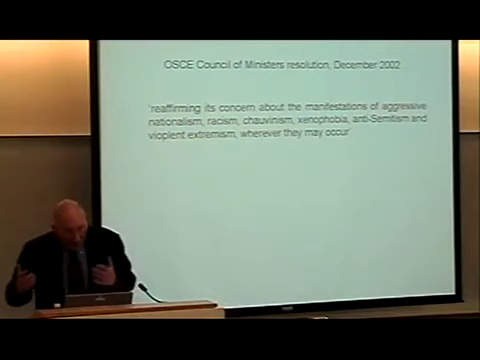 OSCE Council of Ministers resolution, December 2002
'reaffirming its concern about the manifestations of aggressive
nationalism, racism, chauvinism, xenophobia, anti-Semitism and
vioplent extremism, wherever they may occur'